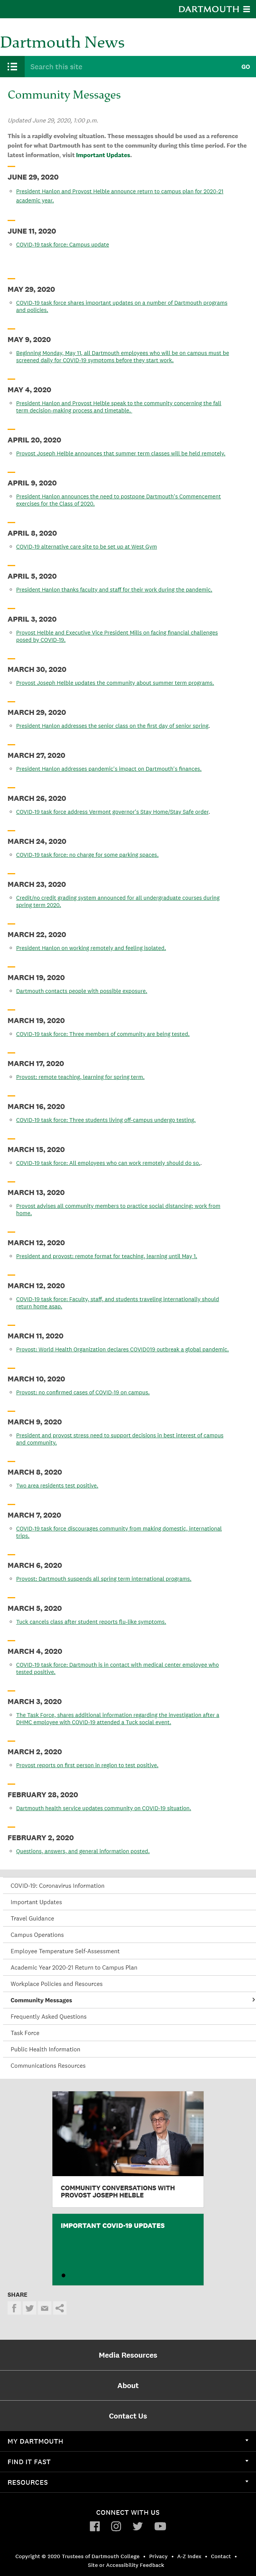 DARTMOUTH
Dartmouth News
Search this site
GO
Community Messages
Updated June 29, 2020, 1:00 p.m.
This is a rapidly evolving situation. These messages should be used as a reference
point for what Dartmouth has sent to the community during this time period. For
the latest information, visit Important Updates.
JUNE 29, 2020
President Hanlon and Provost Helble announce return to campus plan for 2020-21
academic year.
JUNE 11, 2020
COVID-19 task force: Campus update
MAY 29, 2020
COVID-19 task force shares important updates on a number of Dartmouth programs
and policies.
MAY 9, 2020
Beginning Monday, May 11, all Dartmouth employees who will be on campus must be
screened daily for COVID-19 symptoms before they start work.
MAY 4, 2020
President Hanlon and Provost Helble speak to the community concerning the fall
term decision-making process and timetable.
APRIL 20, 2020
Provost Joseph Helble announces that summer term classes will be held remotely.
APRIL 9, 2020
President Hanlon announces the need to postpone Dartmouth's Commencement
exercises for the Class of 2020.
APRIL 8, 2020
COVID-19 alternative care site to be set up at West Gym
APRIL 5, 2020
President Hanlon thanks faculty and staff for their work during the pandemic.
APRIL 3, 2020
Provost Helble and Executive Vice President Mills on facing financial challenges
posed by COVID-19.
MARCH 30, 2020
Provost Joseph Helble updates the community about summer term programs.
MARCH 29, 2020
President Hanlon addresses the senior class on the first day of senior spring.
MARCH 27, 2020
President Hanlon addresses pandemic's impact on Dartmouth's finances.
MARCH 26, 2020
COVID-19 task force address Vermont governor's Stay Home/Stay Safe order.
MARCH 24, 2020
COVID-19 task force: no charge for some parking spaces.
MARCH 23, 2020
Credit/no credit grading system announced for all undergraduate courses during
spring term 2020.
MARCH 22, 2020
President Hanlon on working remotely and feeling isolated.
MARCH 19, 2020
Dartmouth contacts people with possible exposure.
MARCH 19, 2020
COVID-19 task force: Three members of community are being tested.
MARCH 17, 2020
Provost: remote teaching, learning for spring term.
MARCH 16, 2020
COVID-19 task force: Three students living off-campus undergo testing.
MARCH 15, 2020
COVID-19 task force: All employees who can work remotely should do so.
MARCH 13, 2020
Provost advises all community members to practice social distancing; work from
home.
MARCH 12, 2020
President and provost: remote format for teaching, learning until May 1.
MARCH 12, 2020
COVID-19 task force: Faculty, staff, and students traveling internationally should
return home asap.
MARCH 11, 2020
Provost: World Health Organization declares COVID019 outbreak a global pandemic.
MARCH 10, 2020
Provost: no confirmed cases of COVID-19 on campus.
MARCH 9, 2020
President and provost stress need to support decisions in best interest of campus
and community.
MARCH 8, 2020
Two area residents test positive.
MARCH 7, 2020
COVID-19 task force discourages community from making domestic, international
trips.
MARCH 6, 2020
Provost: Dartmouth suspends all spring term international programs.
MARCH 5, 2020
Tuck cancels class after student reports flu-like symptoms.
MARCH 4, 2020
COVID-19 task force: Dartmouth is in contact with medical center employee who
tested positive.
MARCH 3, 2020
The Task Force, shares additional information regarding the investigation after a
DHMC employee with COVID-19 attended a Tuck social event.
MARCH 2, 2020
Provost reports on first person in region to test positive.
FEBRUARY 28, 2020
Dartmouth health service updates community on COVID-19 situation.
FEBRUARY 2, 2020
Questions, answers, and general information posted.
COVID-19: Coronavirus Information
Important Updates
Travel Guidance
Campus Operations
Employee Temperature Self-Assessment
Academic Year 2020-21 Return to Campus Plan
Workplace Policies and Resources
Community Messages
Frequently Asked Questions
Task Force
Public Health Information
Communications Resources
COMMUNITY CONVERSATIONS WITH
PROVOST JOSEPH HELBLE
IMPORTANT COVID-19 UPDATES
SHARE
Media Resources
About
Contact Us
MY DARTMOUTH
FIND IT FAST
RESOURCES
CONNECT WITH US
Copyright © 2020 Trustees of Dartmouth College • Privacy • A-Z Index • Contact •
Site or Accessibility Feedback